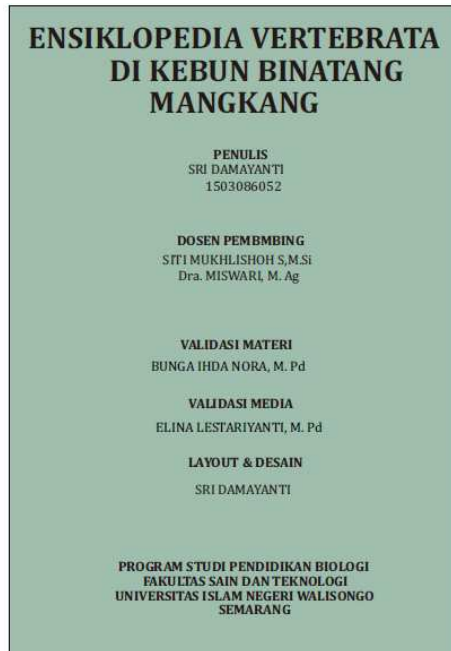 ENSIKLOPEDIA VERTEBRATA
DI KEBUN BINATANG
MANGKANG
PENULIS
SRI DAMAYANTI
1503086052
DOSEN PEMBMBING
SITI MUKHLISHOH S,M.Si
Dra. MISWARI, M. Ag
VALIDASI MATERI
BUNGA IHDA NORA, M. Pd
VALIDASI MEDIA
ELINA LESTARIYANTI, M. Pd
LAYOUT & DESAIN
SRI DAMAYANTI
PROGRAM STUDI PENDIDIKAN BIOLOGI
FAKULTAS SAIN DAN TEKNOLOGI
UNIVERSITAS ISLAM NEGERI WALISONGO
SEMARANG